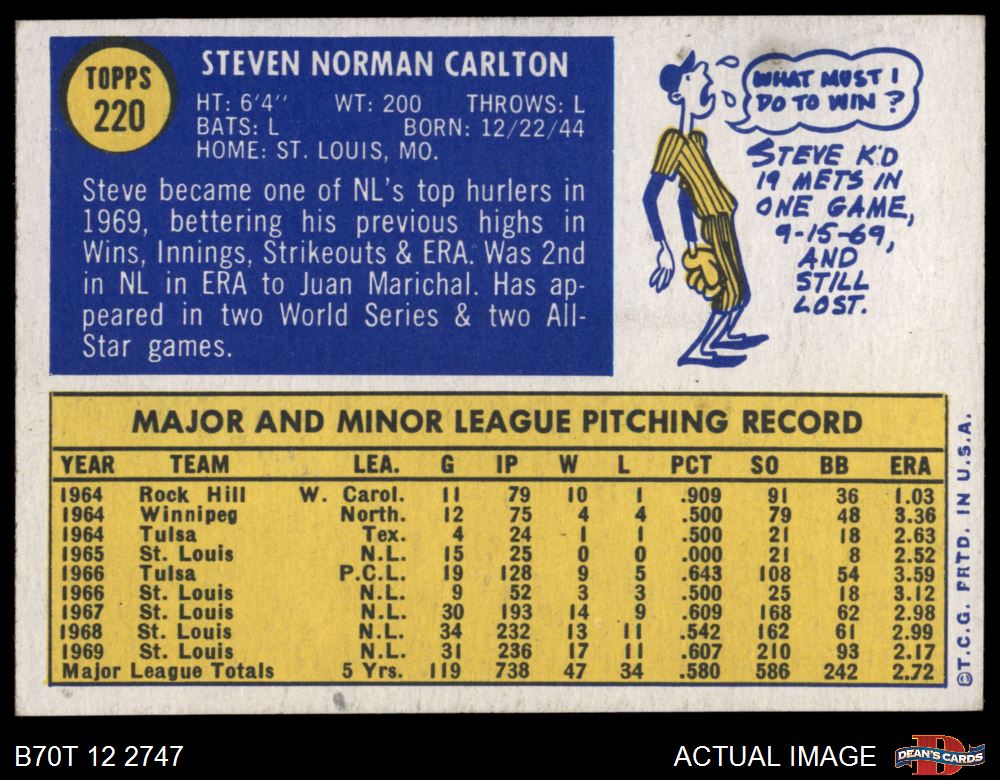 TOPPS
220
STEVEN NORMAN CARLTON
HT: 6'4'' WT: 200 THROWS: L
BATS: L BORN: 12/22/44
HOME: ST. LOUIS, MO.
Steve became one of NL's top hurlers in
1969, bettering his previous highs in
Wins, Innings, Strikeouts & ERA. Was 2nd
in NL in ERA to Juan Marichal. Has ap-
peared in two World Series & two All-
Star games.
WHAT MUST I
DO TO WIN ?
STEVE K'D
19 METS IN
ONE GAME,
9-15-69,
AND
STILL
LOST.
MAJOR AND MINOR LEAGUE PITCHING RECORD
YEAR TEAM LEA. G IP W L PCT SO BB ERA
1964 Rock Hill W. Carol. 11 79 10 1 .909 91 36 1.03
1964 Winnipeg North. 12 75 4 4 .500 79 48 3.36
1964 Tulsa Tex. 4 24 1 1 .500 21 18 2.63
1965 St. Louis N.L. 15 25 0 0 .000 21 8 2.52
1966 Tulsa P.C.L. 19 128 9 5 .643 108 54 3.59
1966 St. Louis N.L. 9 52 3 3 .500 25 18 3.12
1967 St. Louis N.L. 30 193 14 9 .609 168 62 2.98
1968 St. Louis N.L. 34 232 13 11 .542 162 61 2.99
1969 St. Louis N.L. 31 236 17 11 .607 210 93 2.17
Major League Totals 5 Yrs. 119 738 47 34 .580 586 242 2.72
©T.C.G. PRTD. IN U.S.A.
B70T 12 2747
ACTUAL IMAGE
D
DEAN'S CARDS